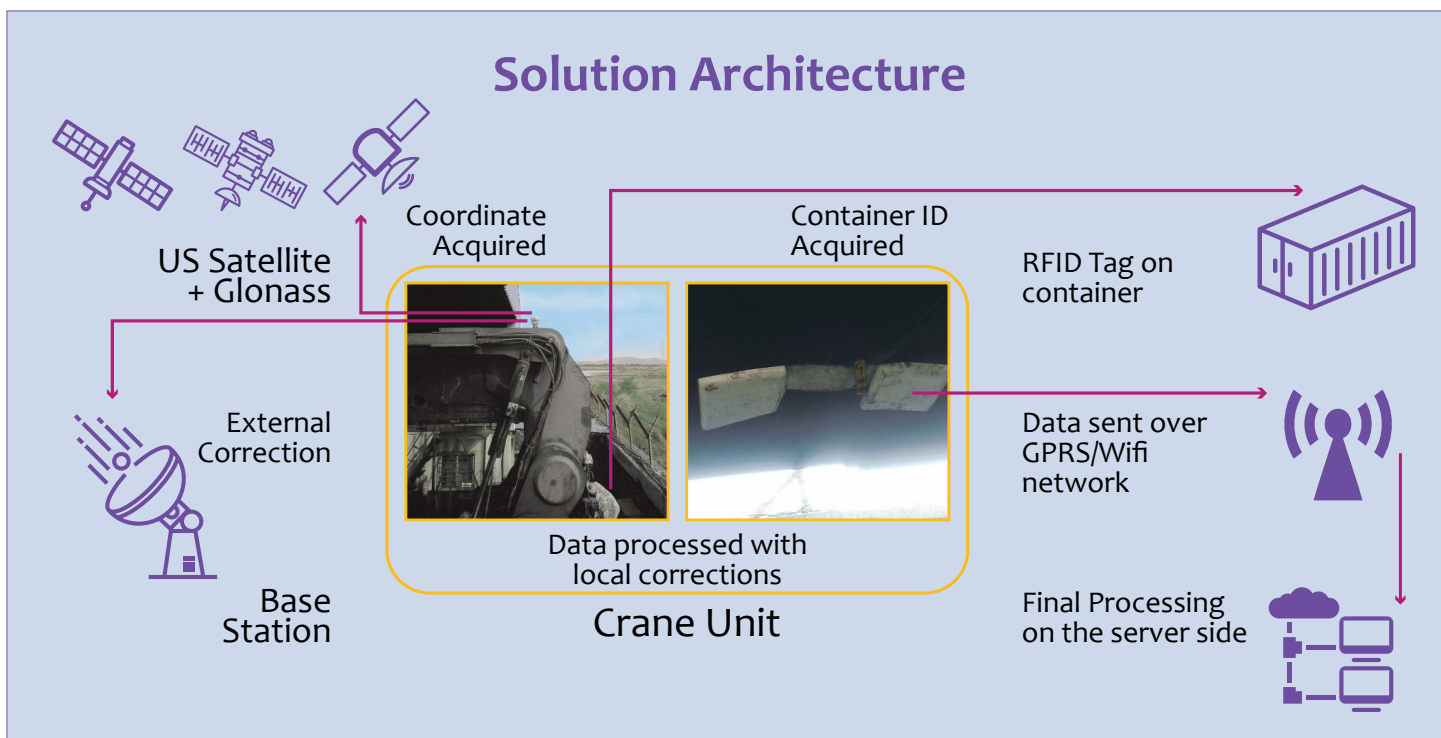 Solution Architecture
Coordinate
Acquired
Container ID
Acquired
US Satellite
+ Glonass
RFID Tag on
container
External
Correction
Data sent over
GPRS/Wifi
network
Data processed with
local corrections
Base
Station
Crane Unit
Final Processing
on the server side